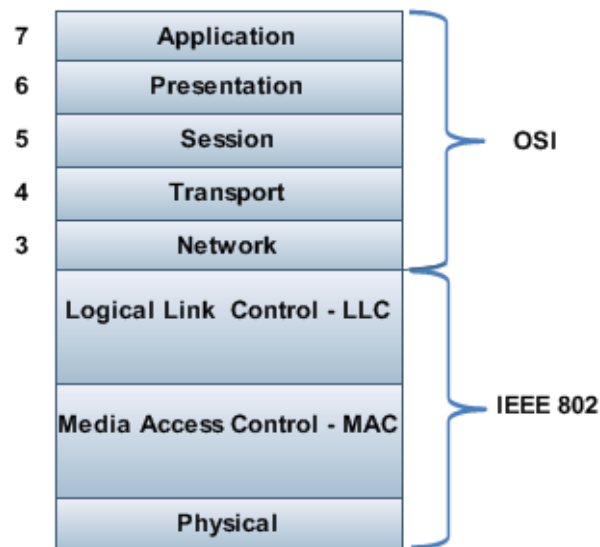 7 Application
6 Presentation
5 Session
OSI
4 Transport
3 Network
Logical Link Control - LLC
IEEE 802
Media Access Control - MAC
Physical